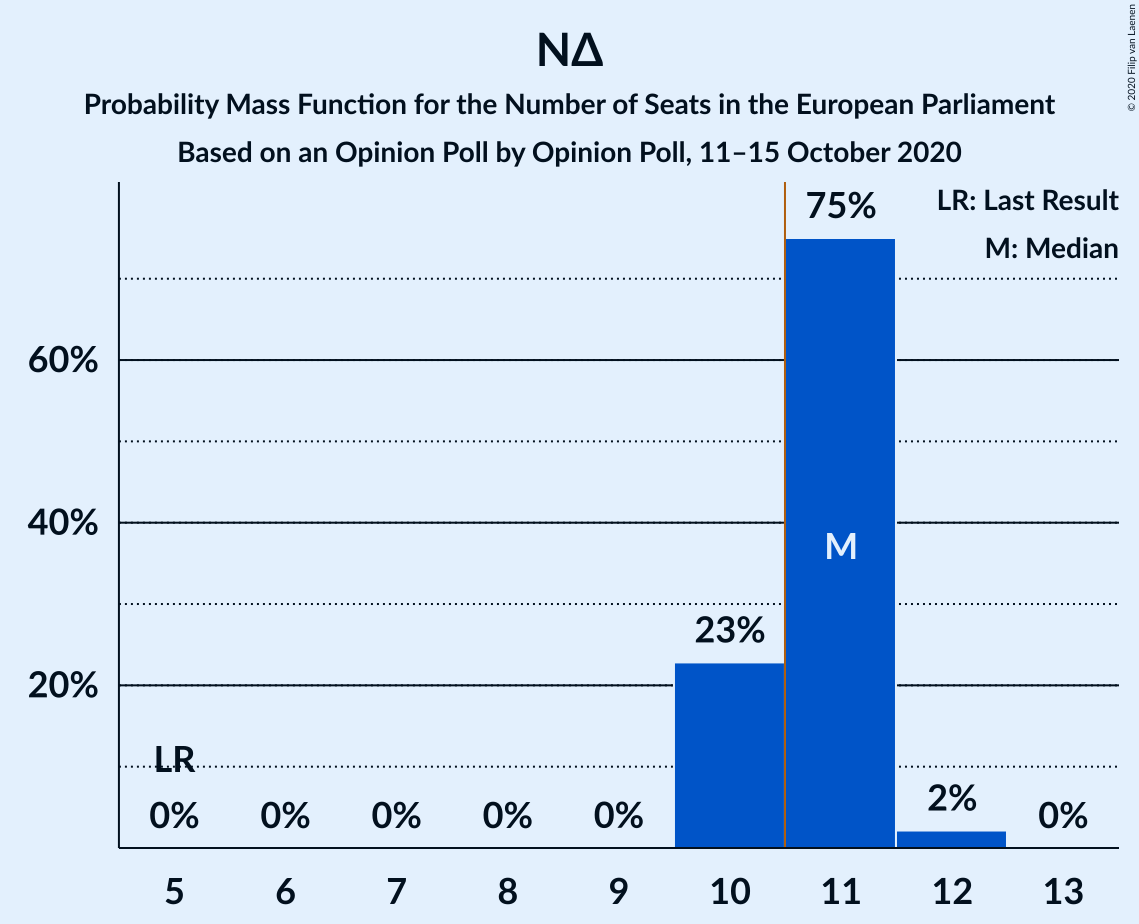 © 2020 Filip van Laenen
ΝΔ
Probability Mass Function for the Number of Seats in the European Parliament
Based on an Opinion Poll by Opinion Poll, 11–15 October 2020
LR: Last Result
M: Median
75%
60%
40%
M
23%
20%
LR
0% 0% 0% 0% 0% 2% 0%
5 6 7 8 9 10 11 12 13